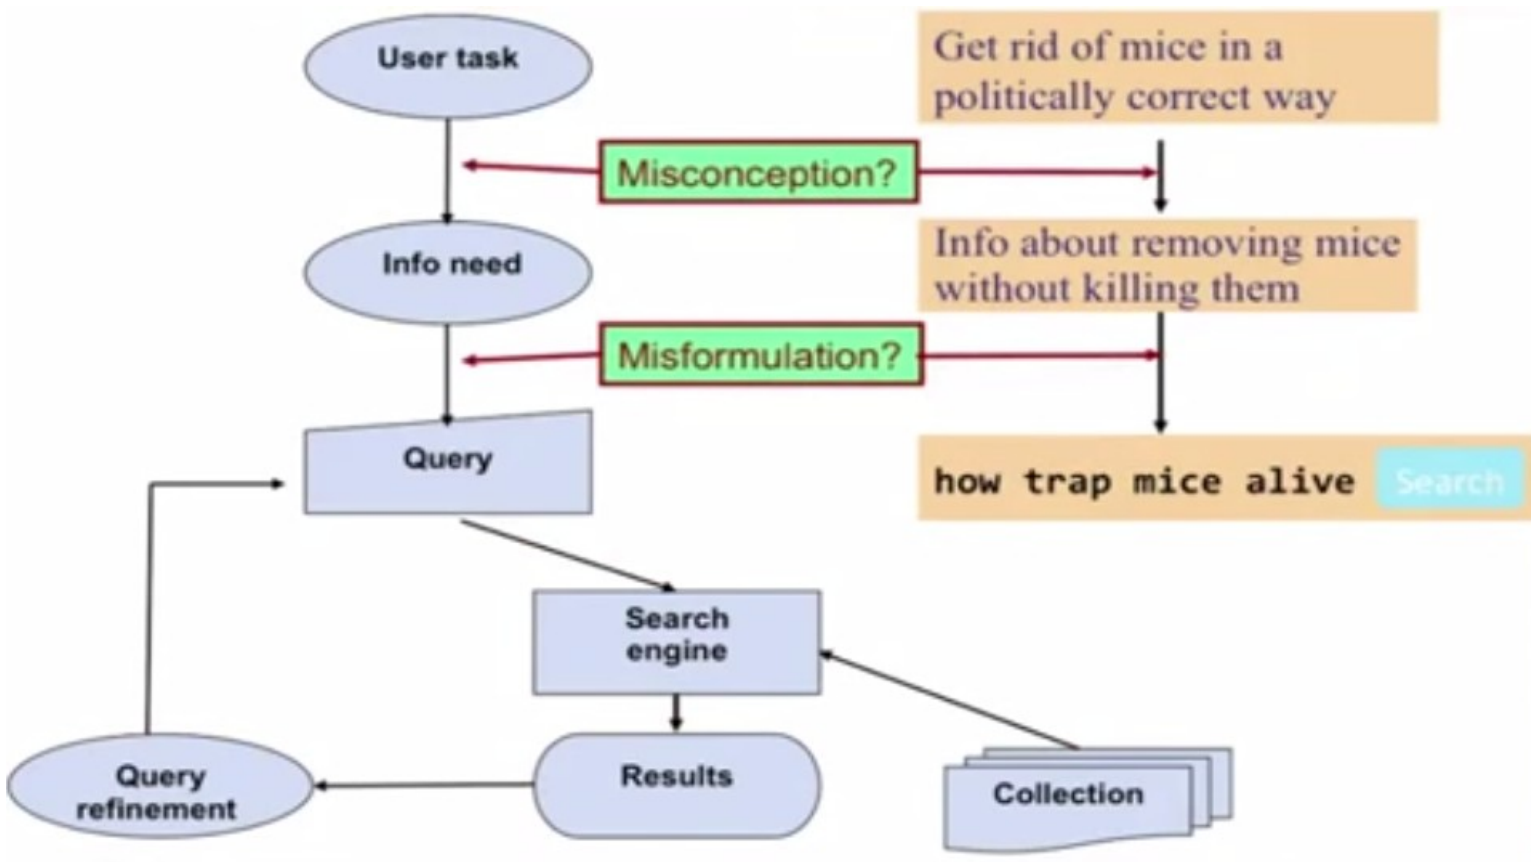 User task
Get rid of mice in a
politically correct way
Misconception?
Info need
Info about removing mice
without killing them
Misformulation?
Query
how trap mice alive Search
Search
engine
Query
refinement
Results
Collection